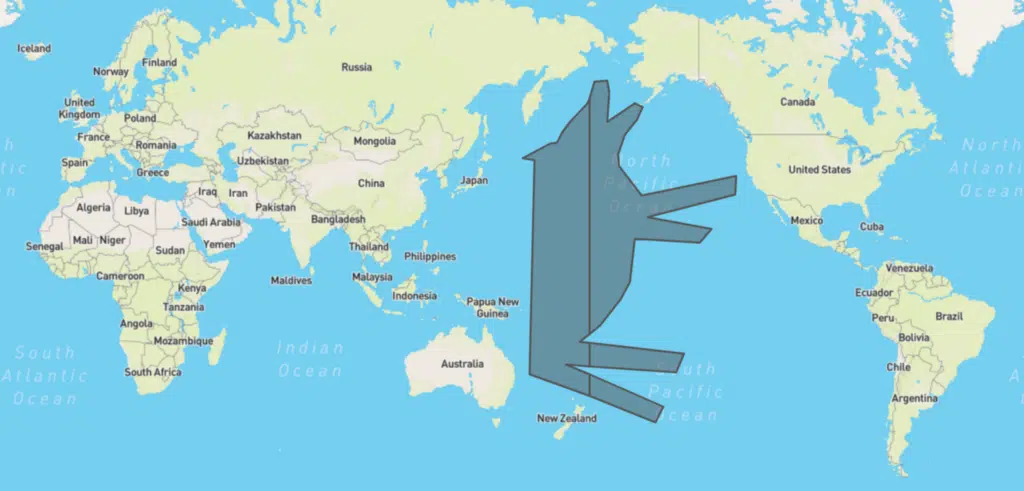 Iceland
Finland
Norway
Russia
United
Kingdom
Canada
Poland
France
Romania
Kazakhstan
Mongolia
North
Atlantic
Ocean
Spain
Uzbekistan
North
Pacific
Ocean
United States
Greece
Japan
China
Iraq
Iran
Algeria
Libya
Pakistan
Saudi Arabia
Bangladesh
Mexico
Cuba
Senegal
Mali
Niger
Sudan
Yemen
Thailand
Philippines
Cameroon
Kenya
Maldives
Malaysia
Venezuela
Indonesia
Ecuador
Tanzania
Papua New
Guinea
Angola
Peru
Brazil
Mozambique
Bolivia
South
Atlantic
Ocean
Indian
Ocean
Australia
South
Pacific
Ocean
Chile
South Africa
Argentina
New Zealand